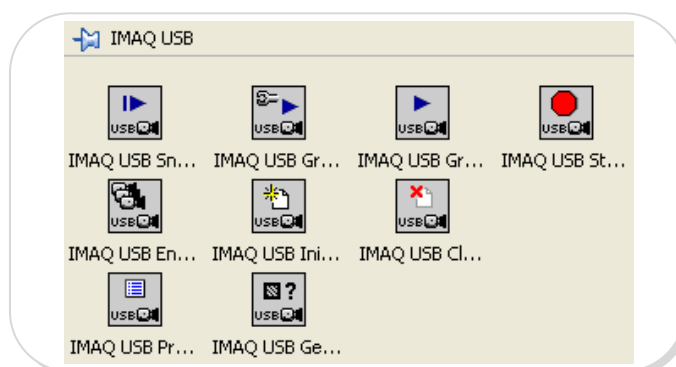 IMAQ USB
USB USB USB USB
IMAQ USB Sn... IMAQ USB Gr... IMAQ USB Gr... IMAQ USB St...
USB USB USB
IMAQ USB En... IMAQ USB Ini... IMAQ USB Cl...
? 
USB USB
IMAQ USB Pr... IMAQ USB Ge...